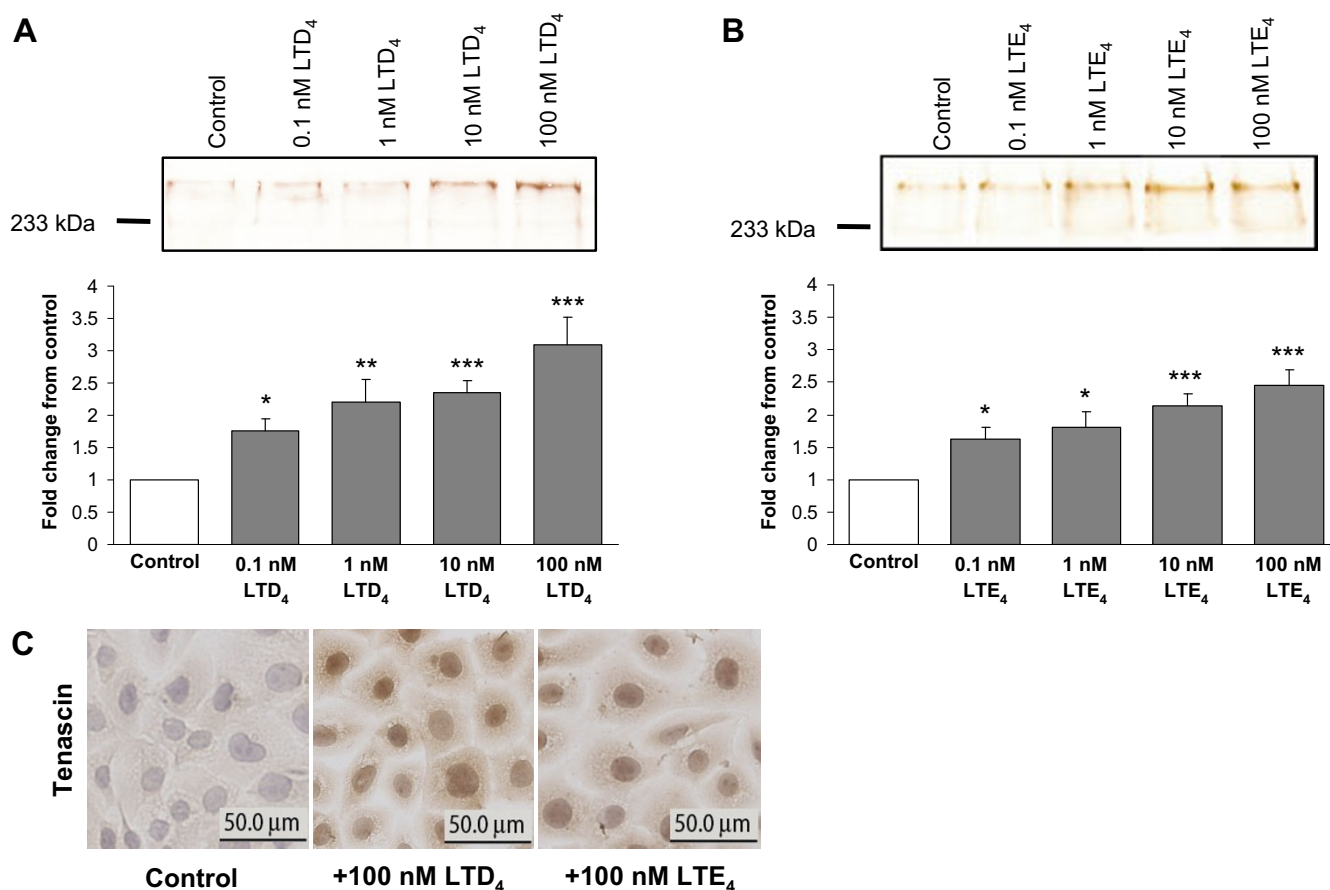 A
Control
0.1 nM LTD₄
1 nM LTD₄
10 nM LTD₄
100 nM LTD₄
233 kDa
Fold change from control
4
3.5
3
2.5
2
1.5
1
0.5
0
*
**
***
***
Control
0.1 nM LTD₄
1 nM LTD₄
10 nM LTD₄
100 nM LTD₄
B
Control
0.1 nM LTE₄
1 nM LTE₄
10 nM LTE₄
100 nM LTE₄
233 kDa
Fold change from control
4
3.5
3
2.5
2
1.5
1
0.5
0
*
*
***
***
Control
0.1 nM LTE₄
1 nM LTE₄
10 nM LTE₄
100 nM LTE₄
C
Tenascin
50.0 µm
50.0 µm
50.0 µm
Control
+100 nM LTD₄
+100 nM LTE₄